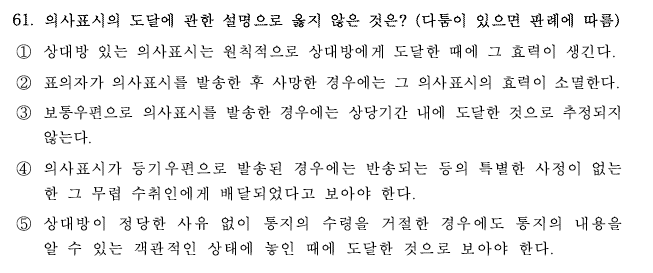 61. 의사표시의 도달에 관한 설명으로 옳지 않은 것은? (다툼이 있으면 판례에 따름)
① 상대방 있는 의사표시는 원칙적으로 상대방에게 도달한 때에 그 효력이 생긴다.
② 표의자가 의사표시를 발송한 후 사망한 경우에는 그 의사표시의 효력이 소멸한다.
③ 보통우편으로 의사표시를 발송한 경우에는 상당기간 내에 도달한 것으로 추정되지
않는다.
④ 의사표시가 등기우편으로 발송된 경우에는 반송되는 등의 특별한 사정이 없는
한 그 무렵 수취인에게 배달되었다고 보아야 한다.
⑤ 상대방이 정당한 사유 없이 통지의 수령을 거절한 경우에도 통지의 내용을
알 수 있는 객관적인 상태에 놓인 때에 도달한 것으로 보아야 한다.